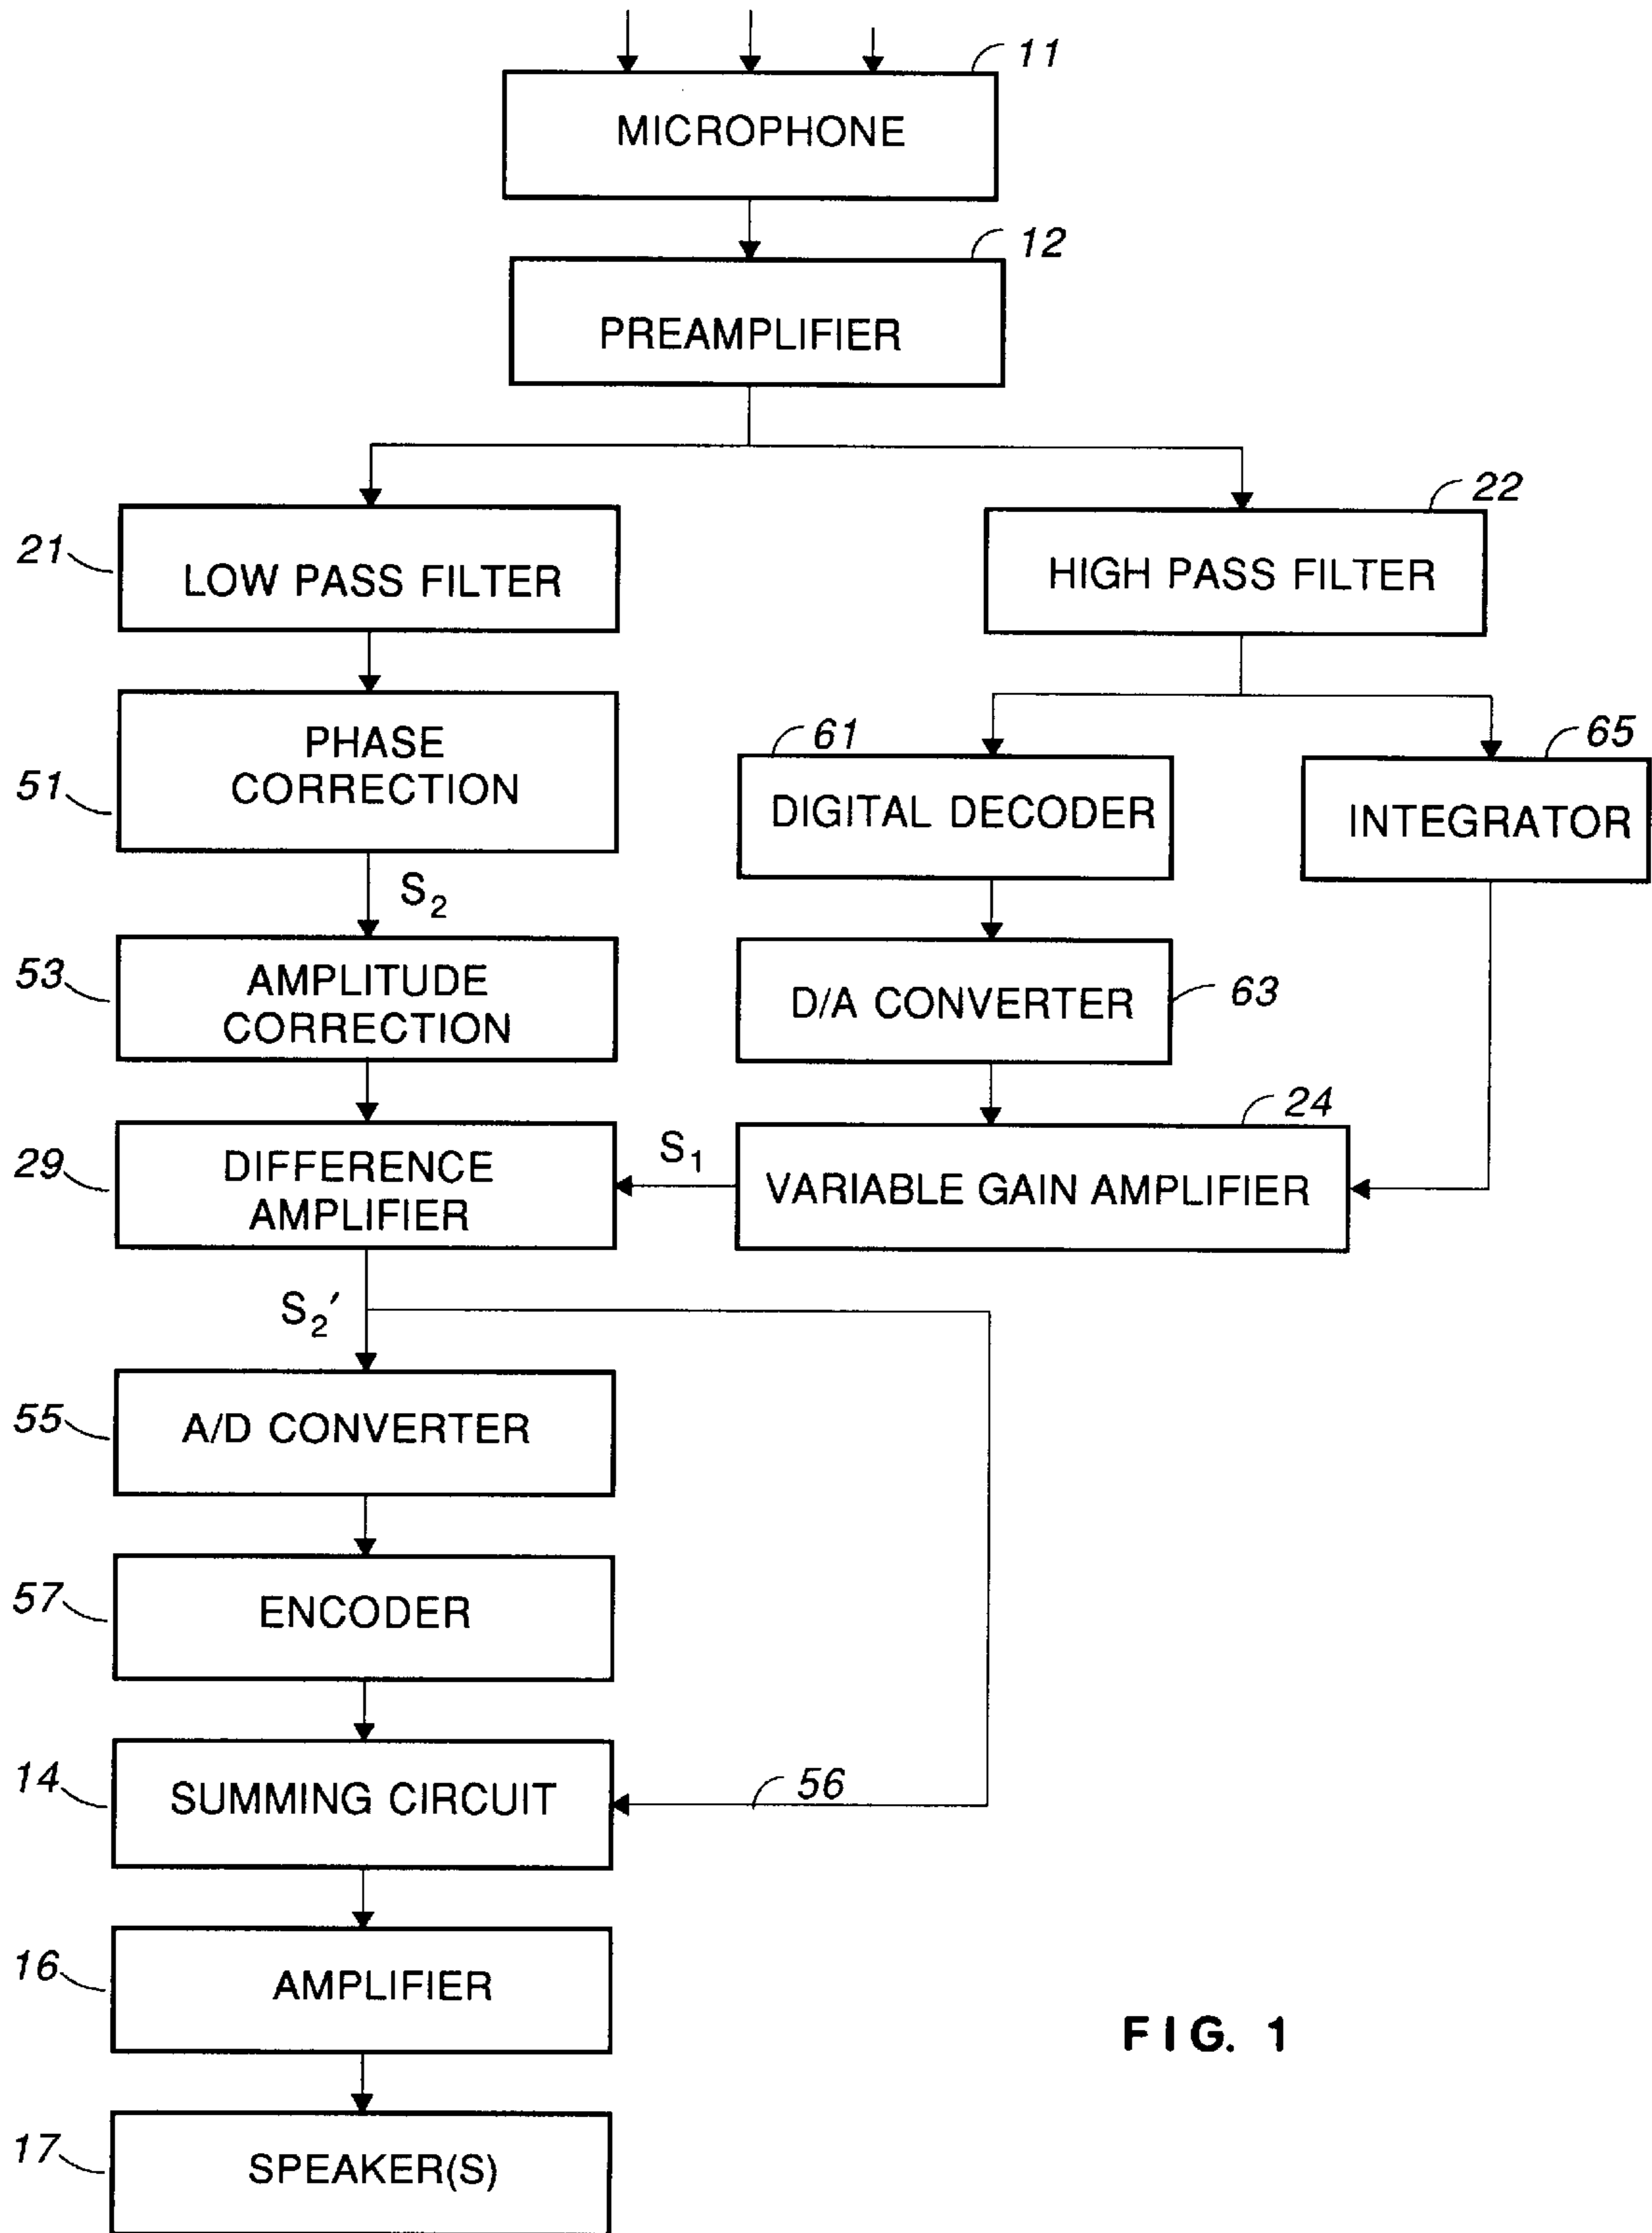 11
MICROPHONE
12
PREAMPLIFIER
21
LOW PASS FILTER
22
HIGH PASS FILTER
51
PHASE
CORRECTION
S₂
61
DIGITAL DECODER
65
INTEGRATOR
53
AMPLITUDE
CORRECTION
D/A CONVERTER
63
29
DIFFERENCE
AMPLIFIER
S₁
24
VARIABLE GAIN AMPLIFIER
S₂′
55
A/D CONVERTER
57
ENCODER
14
SUMMING CIRCUIT
56
16
AMPLIFIER
17
SPEAKER(S)
FIG. 1